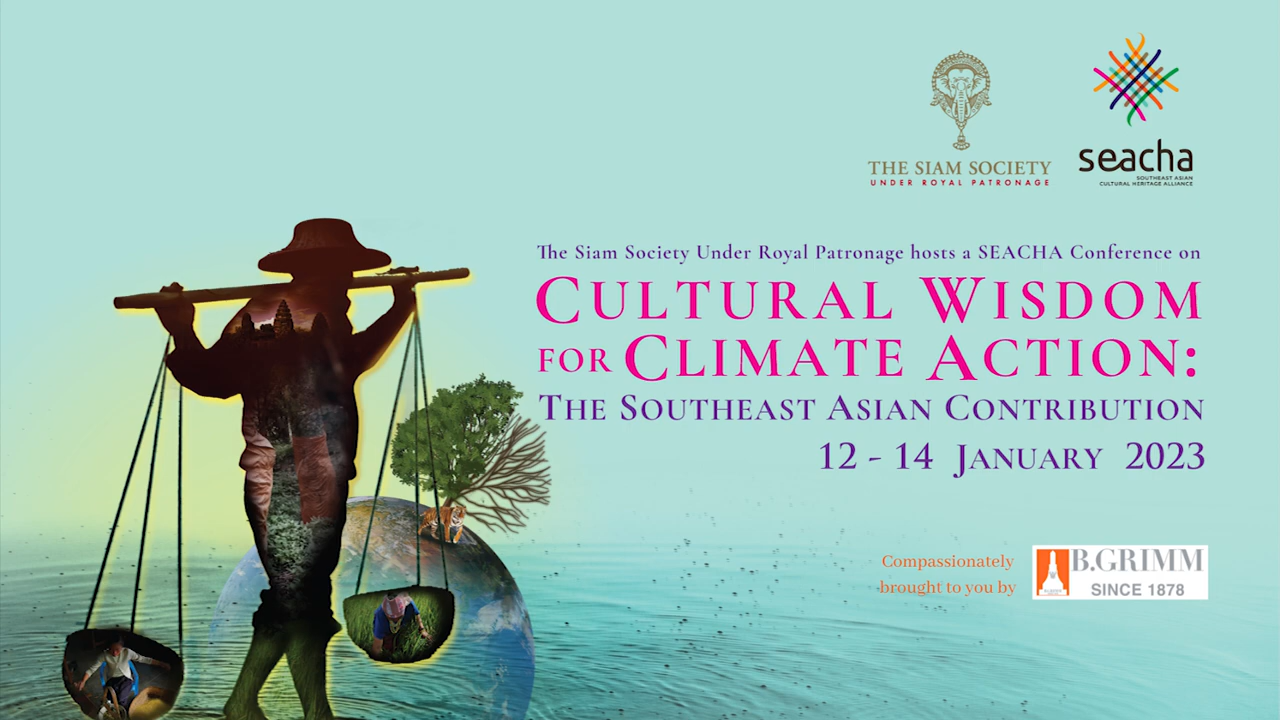 THE SIAM SOCIETY
UNDER ROYAL PATRONAGE
seacha
SOUTHEAST ASIAN
CULTURAL HERITAGE ALLIANCE
The Siam Society Under Royal Patronage hosts a SEACHA Conference on
CULTURAL WISDOM
FOR CLIMATE ACTION:
THE SOUTHEAST ASIAN CONTRIBUTION
12 - 14 JANUARY 2023
Compassionately
brought to you by
B.GRIMM
SINCE 1878